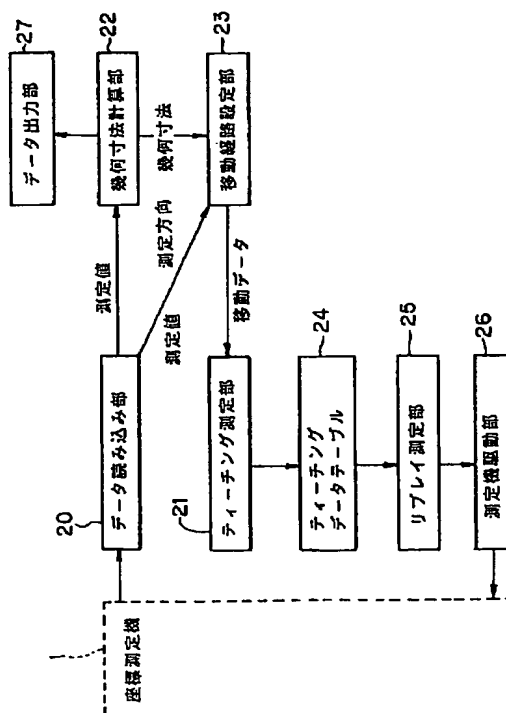 1
座標測定機
20
データ読み込み部
測定値
22
幾何寸法計算部
27
データ出力部
測定値
測定方向
幾何寸法
23
移動経路設定部
移動データ
21
ティーチング測定部
24
ティーチング
データテーブル
25
リプレイ測定部
26
測定機駆動部